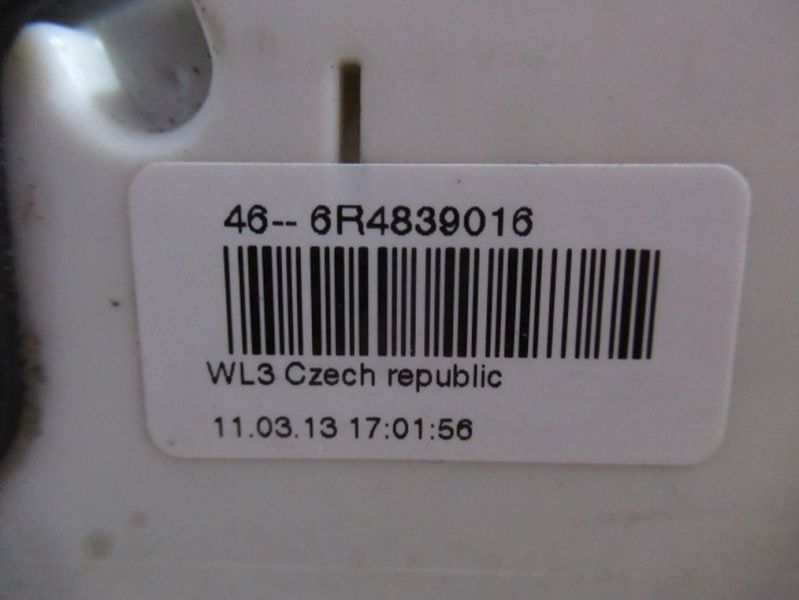 46-- 6R4839016
WL3 Czech republic
11.03.13 17:01:56